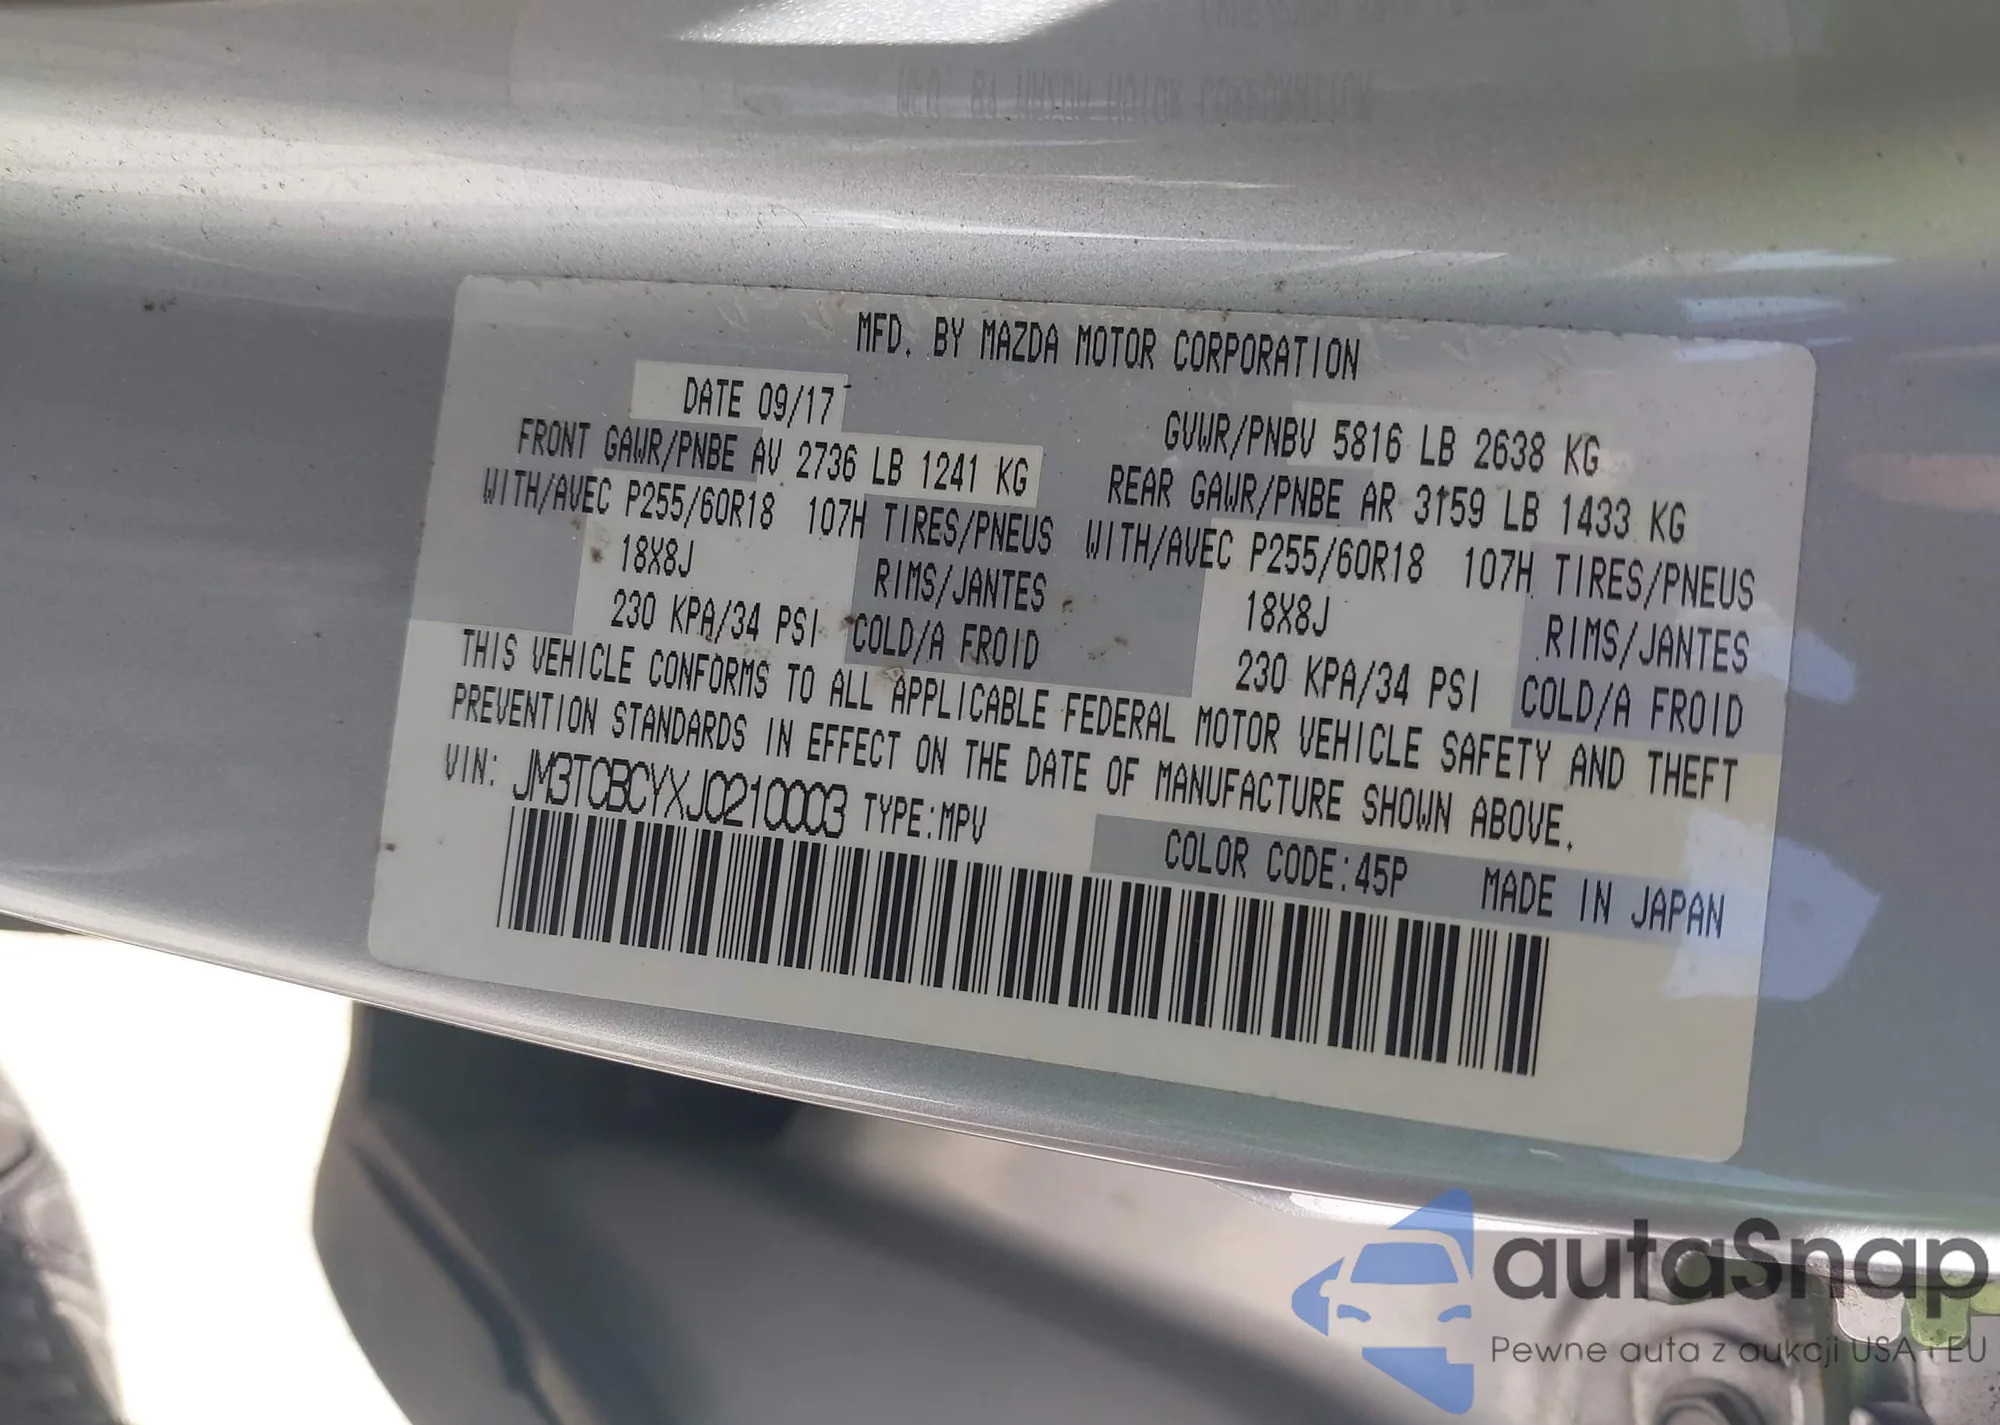 MFD. BY MAZDA MOTOR CORPORATION
DATE 09/17
GVWR/PNBV 5816 LB 2638 KG
FRONT GAWR/PNBE AV 2736 LB 1241 KG
REAR GAWR/PNBE AR 3159 LB 1433 KG
WITH/AVEC P255/60R18 107H TIRES/PNEUS
WITH/AVEC P255/60R18 107H TIRES/PNEUS
18X8J RIMS/JANTES
18X8J RIMS/JANTES
230 KPA/34 PSI COLD/A FROID
230 KPA/34 PSI COLD/A FROID
THIS VEHICLE CONFORMS TO ALL APPLICABLE FEDERAL MOTOR VEHICLE SAFETY AND THEFT
PREVENTION STANDARDS IN EFFECT ON THE DATE OF MANUFACTURE SHOWN ABOVE.
VIN: JM3TCBCYXJ0210003 TYPE:MPV
COLOR CODE:45P MADE IN JAPAN
autaSnap
Pewne auta z aukcji USA i EU